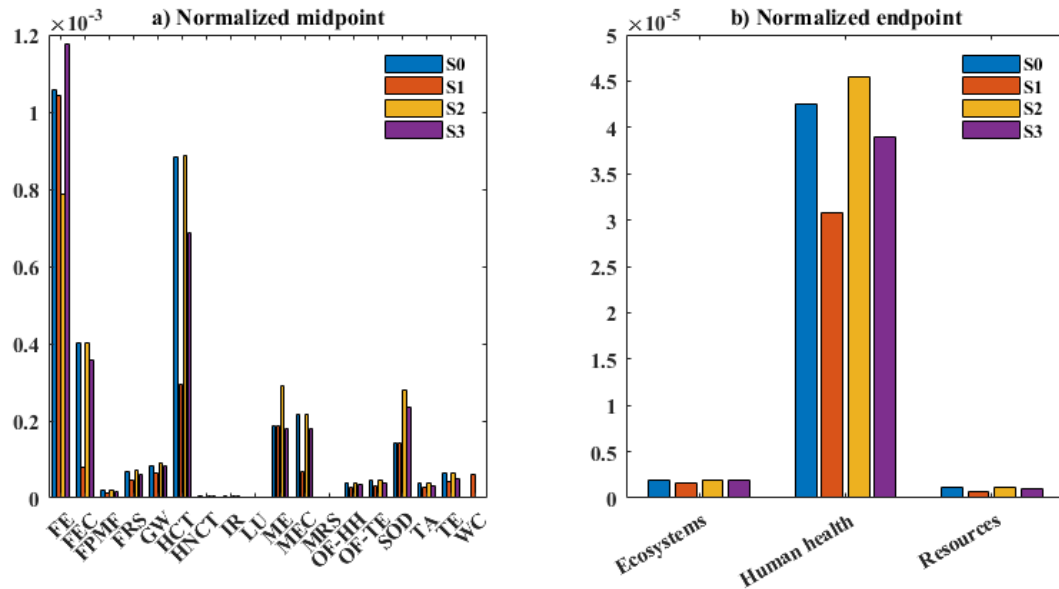 a) Normalized midpoint
×10⁻³
1.2
1
0.8
0.6
0.4
0.2
0
S0
S1
S2
S3
FE
FEC
FPMF
FRS
GW
HCT
HNCT
IR
LU
ME
MEC
MRS
OF-HH
OF-TE
SOD
TA
TE
WC
b) Normalized endpoint
×10⁻⁵
5
4.5
4
3.5
3
2.5
2
1.5
1
0.5
0
S0
S1
S2
S3
Ecosystems
Human health
Resources